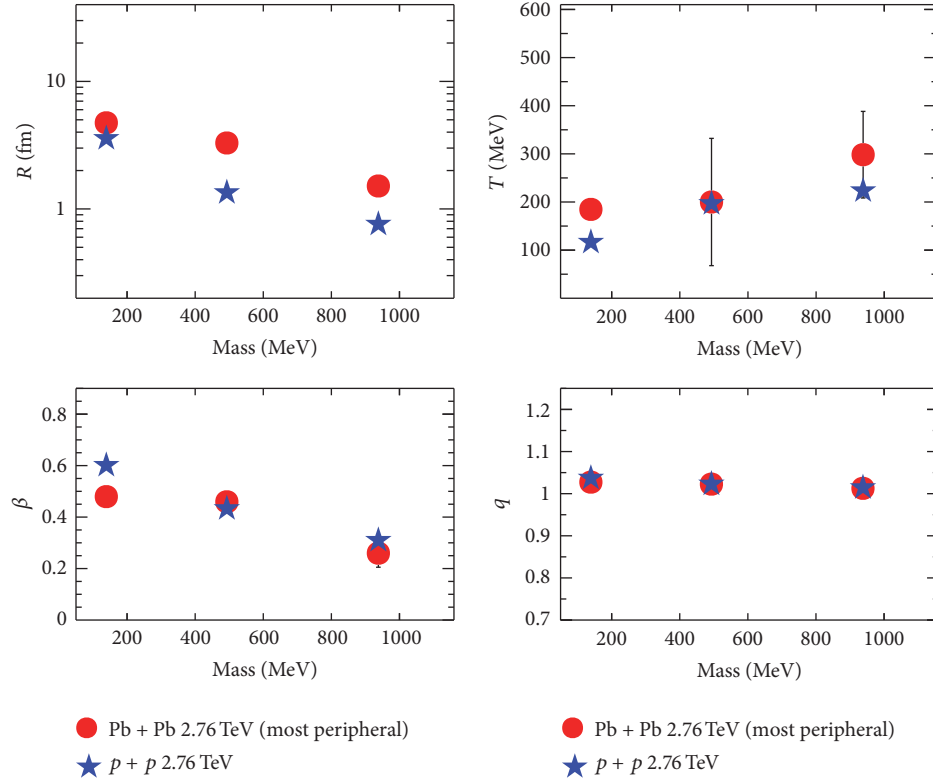 10
1
R (fm)
200 400 600 800 1000
Mass (MeV)
600
500
400
300
200
100
T (MeV)
200 400 600 800 1000
Mass (MeV)
0.8
0.6
0.4
0.2
0
β
200 400 600 800 1000
Mass (MeV)
1.2
1.1
1
0.9
0.8
0.7
q
200 400 600 800 1000
Mass (MeV)
Pb + Pb 2.76 TeV (most peripheral)
p + p 2.76 TeV
Pb + Pb 2.76 TeV (most peripheral)
p + p 2.76 TeV